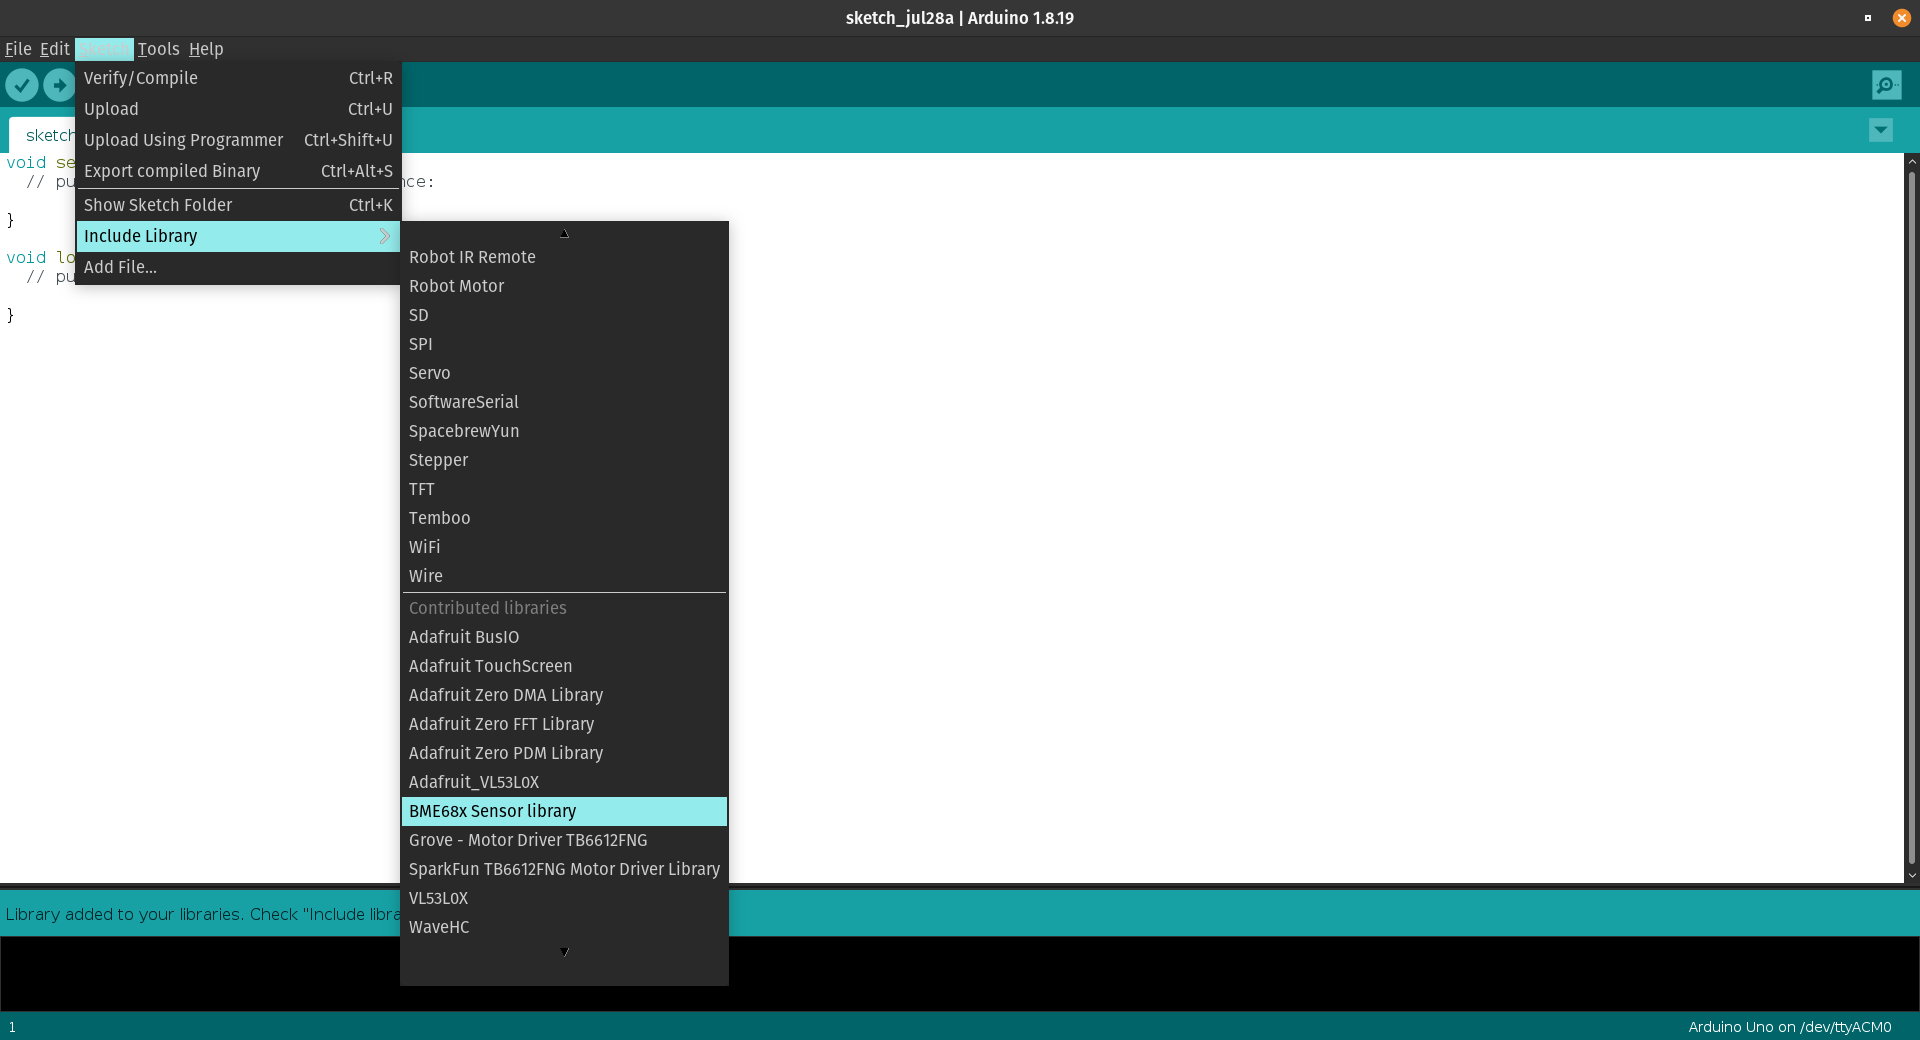 sketch_jul28a | Arduino 1.8.19
File Edit Sketch Tools Help
Verify/Compile Ctrl+R
Upload Ctrl+U
Upload Using Programmer Ctrl+Shift+U
Export compiled Binary Ctrl+Alt+S
Show Sketch Folder Ctrl+K
Include Library
Add File...
sketch
void se
// pu nce:
}
void lo
// pu
}
Robot IR Remote
Robot Motor
SD
SPI
Servo
SoftwareSerial
SpacebrewYun
Stepper
TFT
Temboo
WiFi
Wire
Contributed libraries
Adafruit BusIO
Adafruit TouchScreen
Adafruit Zero DMA Library
Adafruit Zero FFT Library
Adafruit Zero PDM Library
Adafruit_VL53L0X
BME68x Sensor library
Grove - Motor Driver TB6612FNG
SparkFun TB6612FNG Motor Driver Library
VL53L0X
WaveHC
Library added to your libraries. Check "Include libra
1
Arduino Uno on /dev/ttyACM0